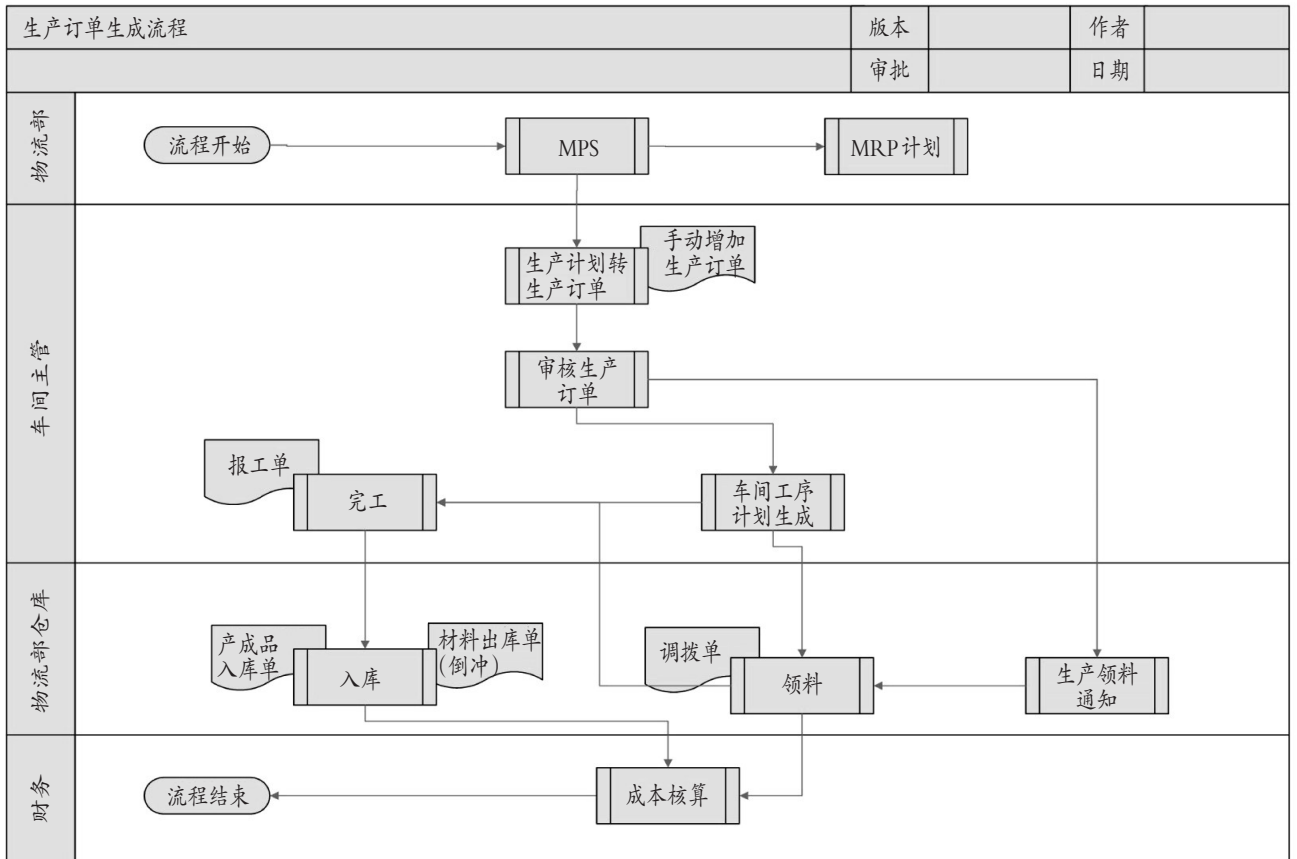 生产订单生成流程
版本
作者
审批
日期
物流部
流程开始
MPS
MRP计划
车间主管
生产计划转
生产订单
手动增加
生产订单
审核生产
订单
报工单
完工
车间工序
计划生成
物流部仓库
产成品
入库单
入库
材料出库单
(倒冲)
调拨单
领料
生产领料
通知
财务
流程结束
成本核算